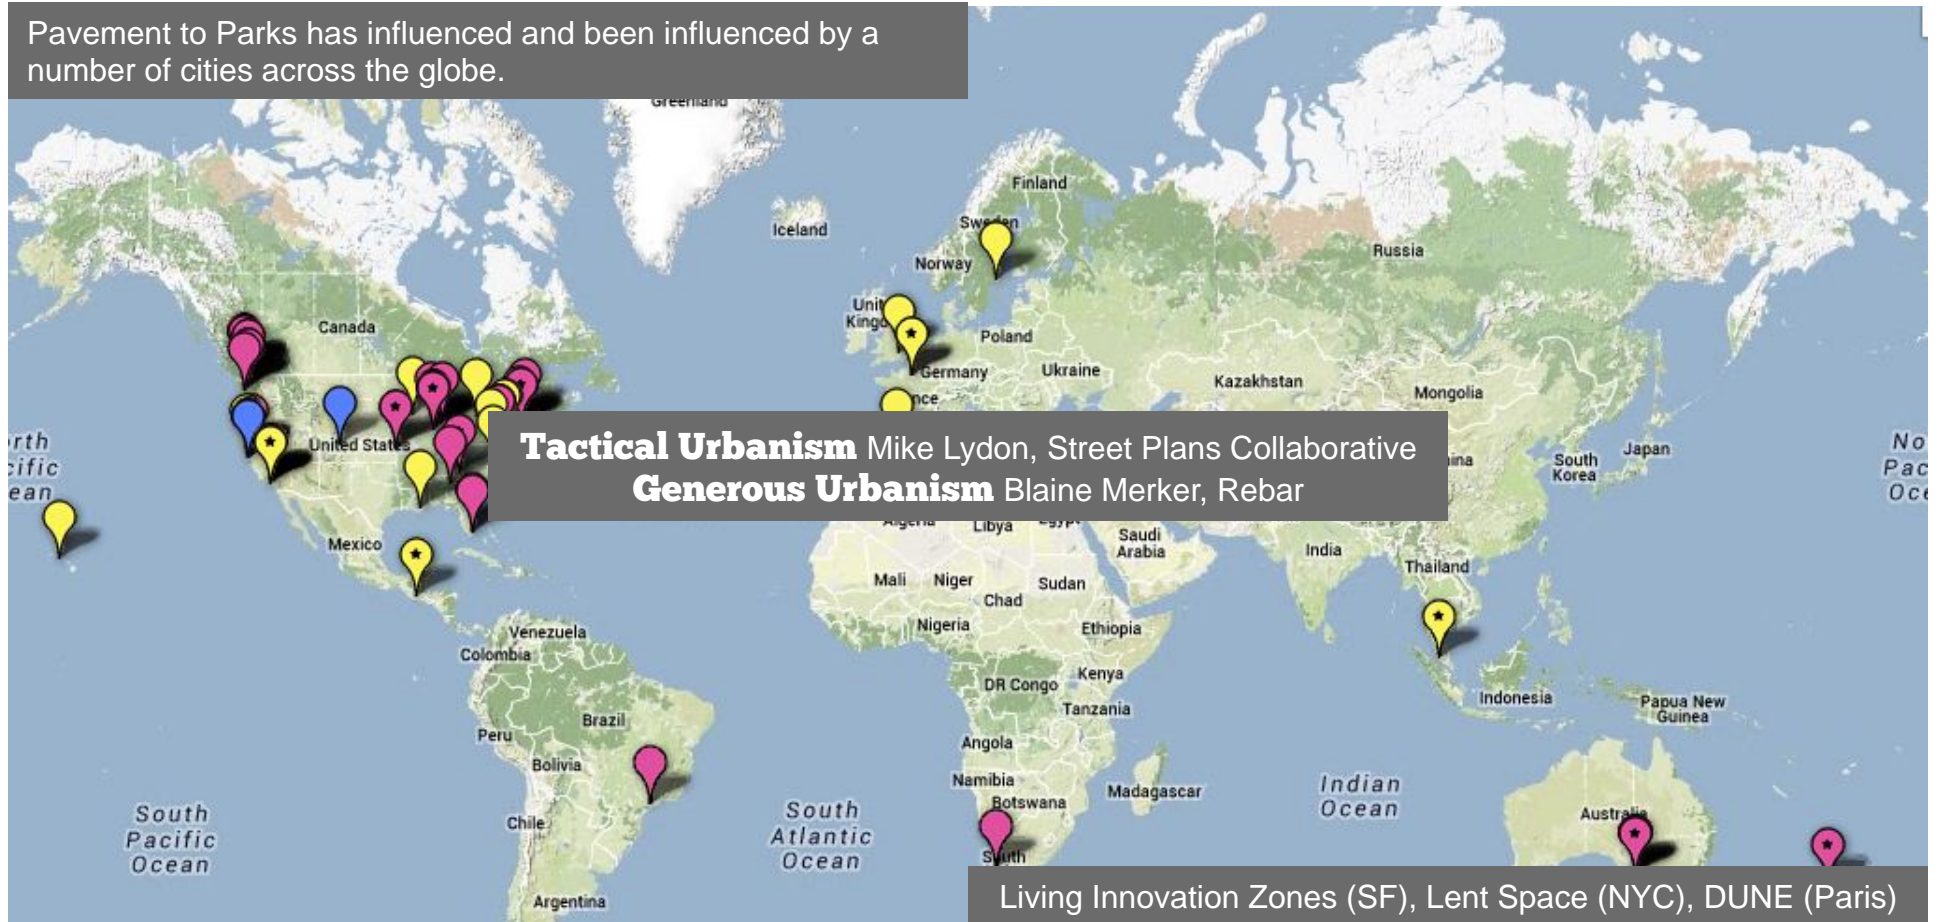 Pavement to Parks has influenced and been influenced by a
number of cities across the globe.
Greenland
Finland
Sweden
Iceland
Norway
Russia
Canada
Poland
Germany
Ukraine
Kazakhstan
Mongolia
United States
Tactical Urbanism Mike Lydon, Street Plans Collaborative
Generous Urbanism Blaine Merker, Rebar
South
Korea
Japan
Mexico
Algeria
Libya
Egypt
Saudi
Arabia
India
Thailand
Mali
Niger
Chad
Sudan
Nigeria
Ethiopia
Venezuela
Colombia
DR Congo
Kenya
Tanzania
Indonesia
Papua New
Guinea
Brazil
Peru
Bolivia
Angola
Namibia
Botswana
Madagascar
Indian
Ocean
South
Pacific
Ocean
South
Atlantic
Ocean
Chile
South
Australia
Argentina
Living Innovation Zones (SF), Lent Space (NYC), DUNE (Paris)